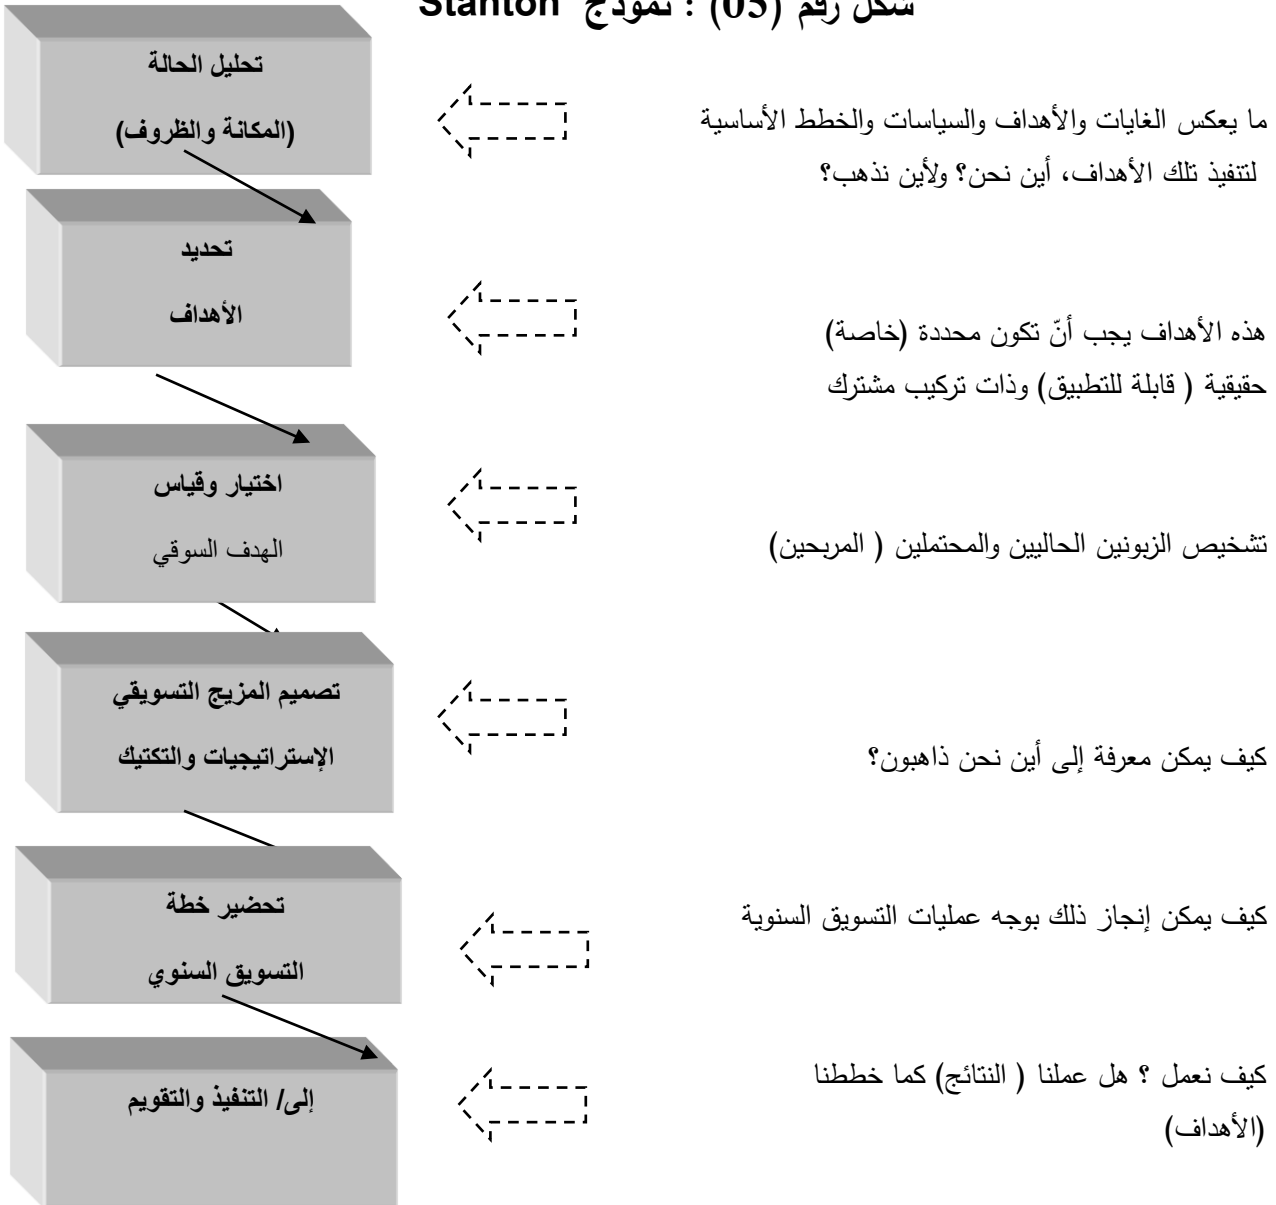 شكل رقم (05) : نموذج Stanton
تحليل الحالة
(المكانة والظروف)
ما يعكس الغايات والأهداف والسياسات والخطط الأساسية
لتنفيذ تلك الأهداف، أين نحن؟ ولأين نذهب؟
تحديد
الأهداف
هذه الأهداف يجب أنّ تكون محددة (خاصة)
حقيقية ( قابلة للتطبيق) وذات تركيب مشترك
اختيار وقياس
الهدف السوقي
تشخيص الزبونين الحاليين والمحتملين ( المربحين)
تصميم المزيج التسويقي
الإستراتيجيات والتكتيك
كيف يمكن معرفة إلى أين نحن ذاهبون؟
تحضير خطة
التسويق السنوي
كيف يمكن إنجاز ذلك بوجه عمليات التسويق السنوية
إلى/ التنفيذ والتقويم
كيف نعمل ؟ هل عملنا ( النتائج) كما خططنا
(الأهداف)